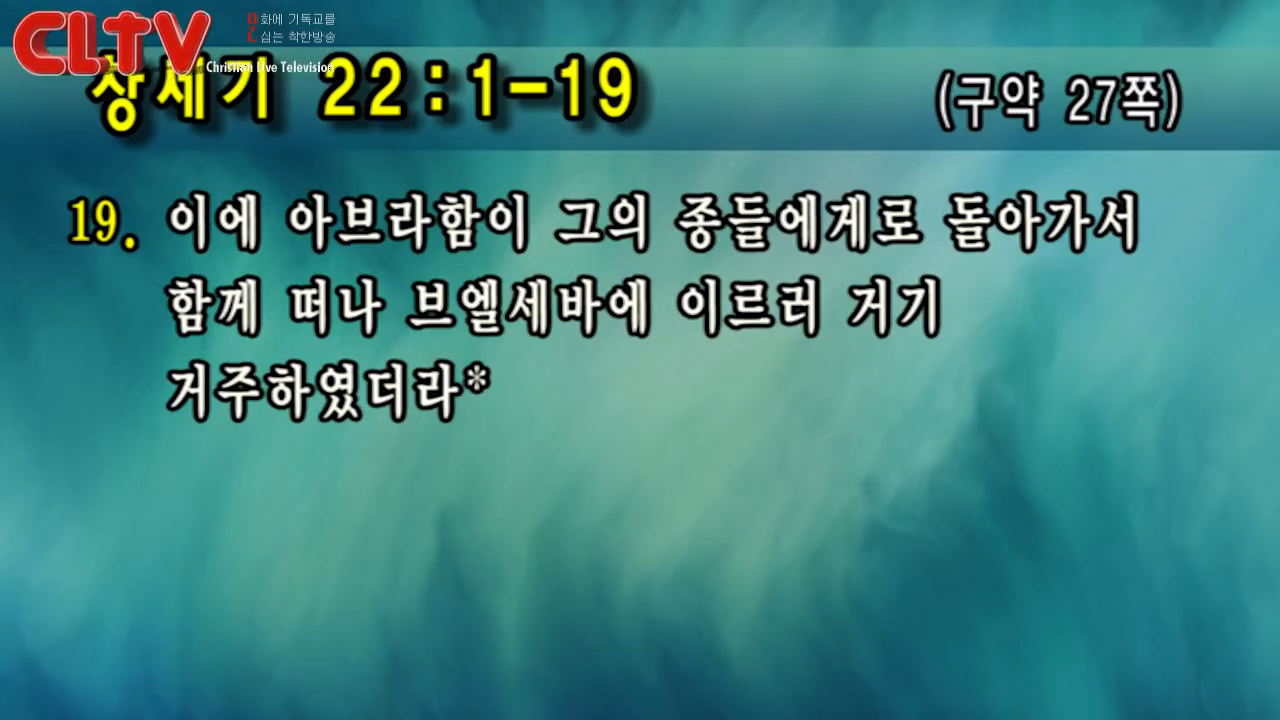 CLTV
문화에 기독교를
심는 착한방송
Christian Live Television
창세기 22:1-19
(구약 27쪽)
19. 이에 아브라함이 그의 종들에게로 돌아가서
함께 떠나 브엘세바에 이르러 거기
거주하였더라*